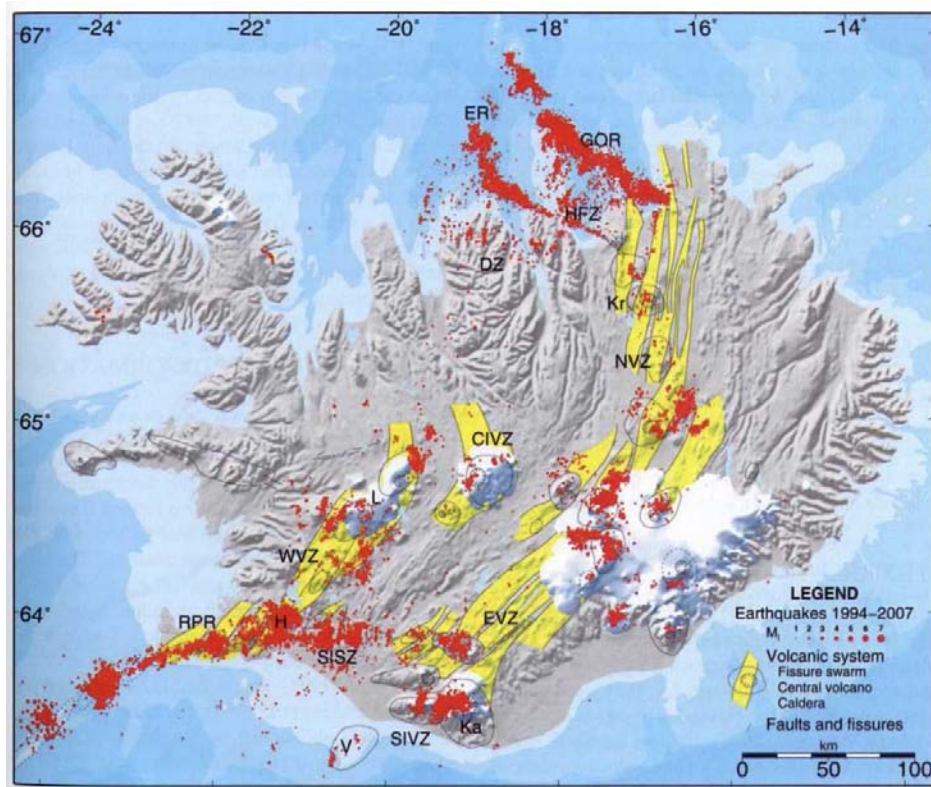 67° −24° −22° −20° −18° −16° −14°
ER
GOR
66°
HFZ
DZ
Kr
NVZ
65°
CIVZ
L
WVZ
64°
RPR
H
SISZ
EVZ
SIVZ
Ka
V
LEGEND
Earthquakes 1994–2007
M_l 1 2 3 4 5 6 7
Volcanic system
Fissure swarm
Central volcano
Caldera
Faults and fissures
km
0 50 100